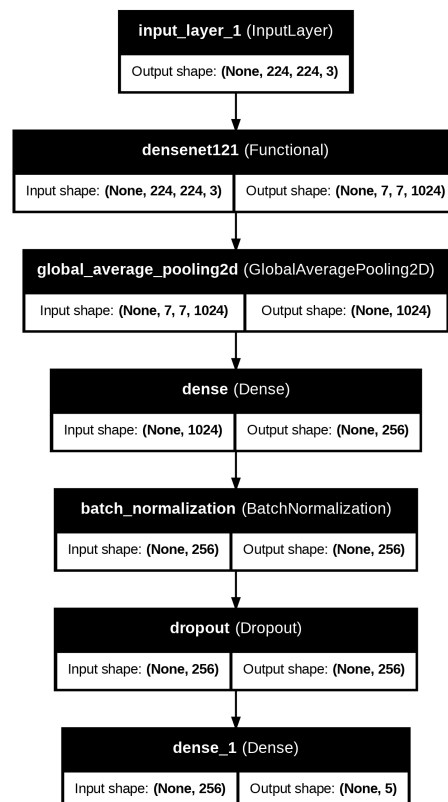 input_layer_1 (InputLayer)
Output shape: (None, 224, 224, 3)
densenet121 (Functional)
Input shape: (None, 224, 224, 3) Output shape: (None, 7, 7, 1024)
global_average_pooling2d (GlobalAveragePooling2D)
Input shape: (None, 7, 7, 1024) Output shape: (None, 1024)
dense (Dense)
Input shape: (None, 1024) Output shape: (None, 256)
batch_normalization (BatchNormalization)
Input shape: (None, 256) Output shape: (None, 256)
dropout (Dropout)
Input shape: (None, 256) Output shape: (None, 256)
dense_1 (Dense)
Input shape: (None, 256) Output shape: (None, 5)